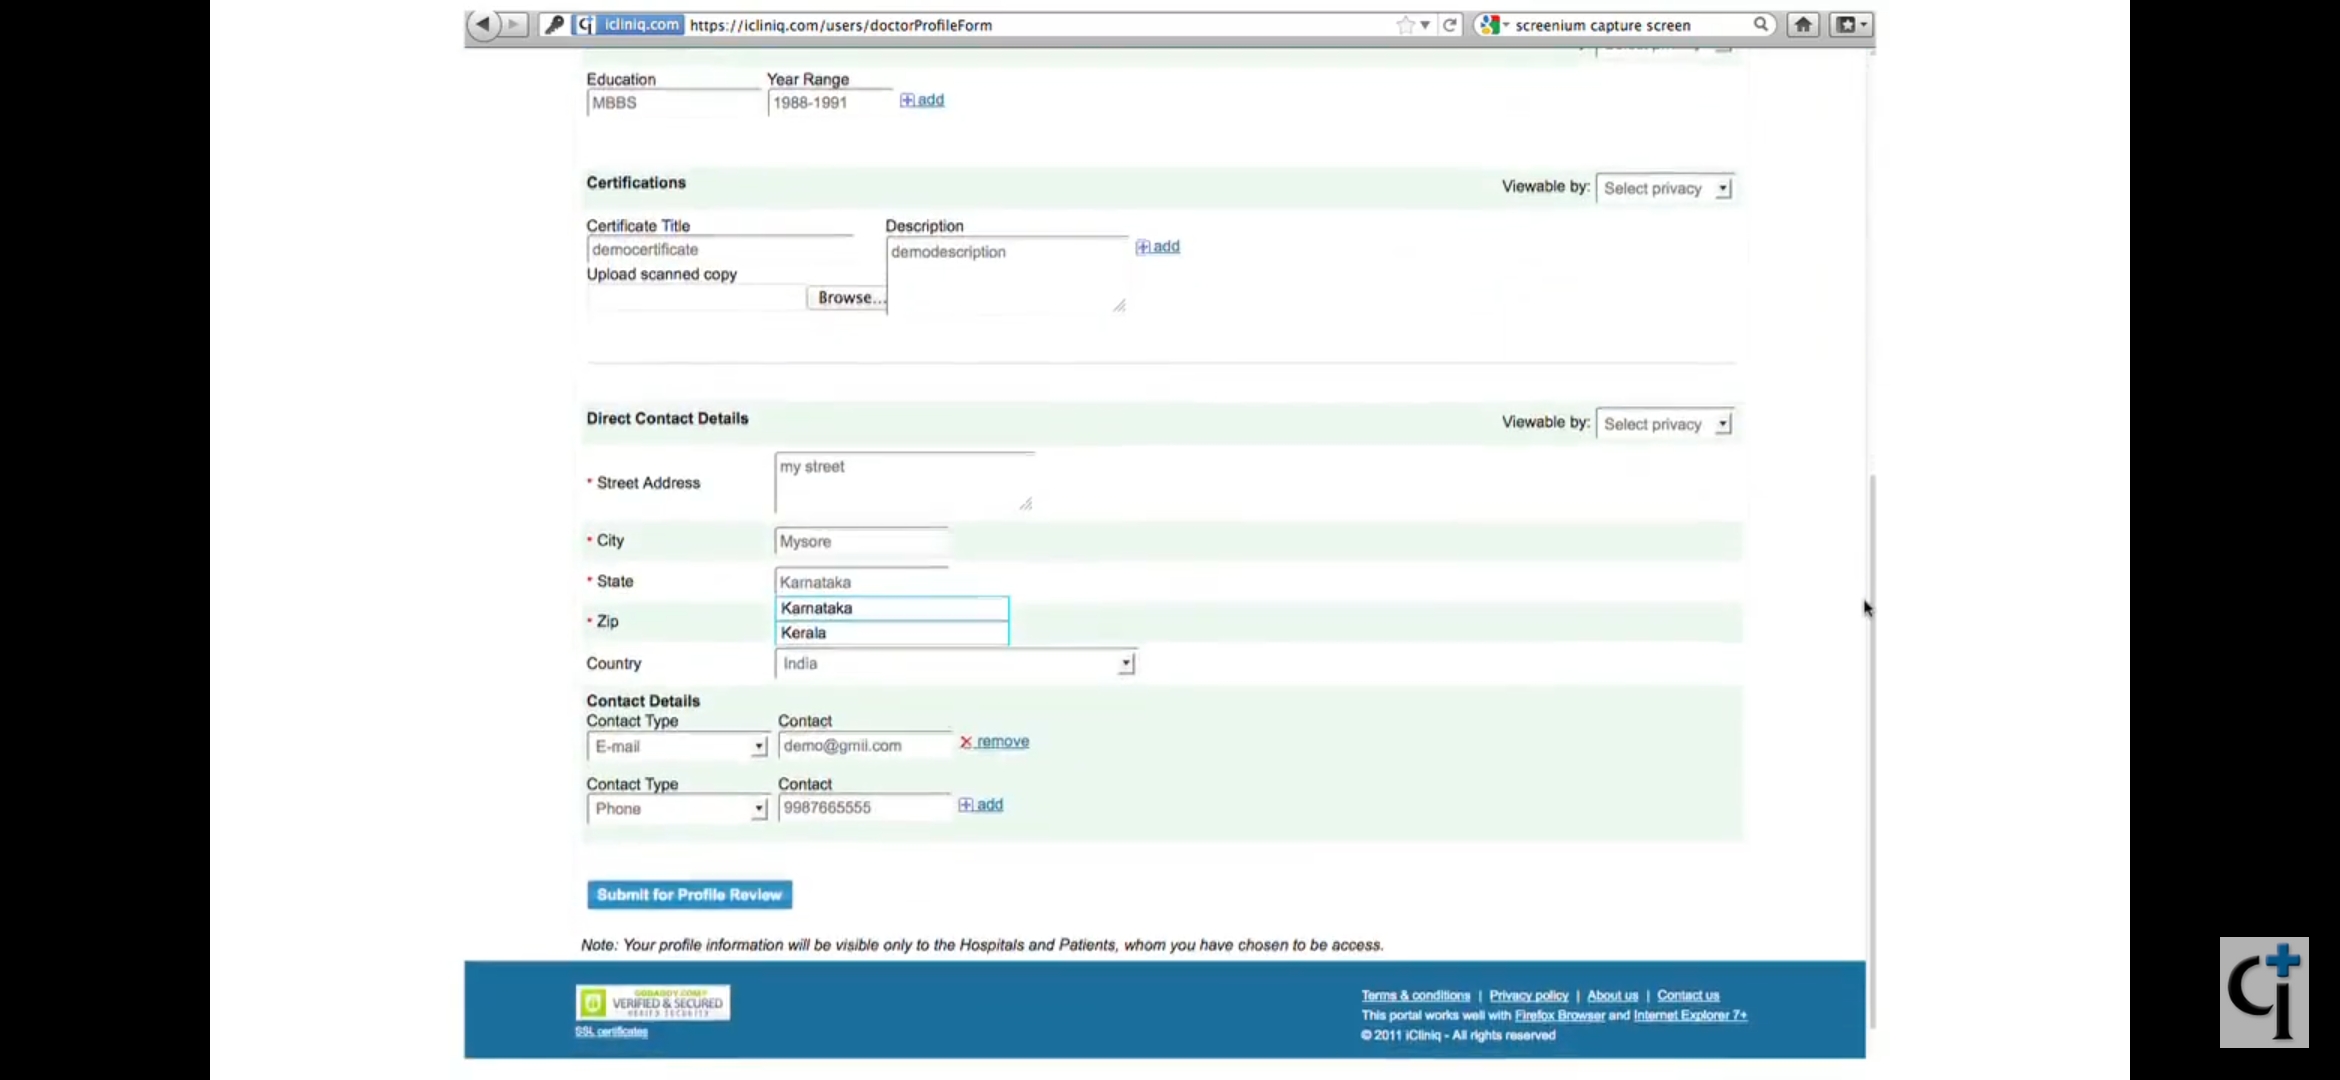 iclinIq.com https://icliniq.com/users/doctorProfileForm screenium capture screen
Education Year Range
MBBS 1988-1991 add
Certifications Viewable by: Select privacy
Certificate Title Description
democertificate demodescription add
Upload scanned copy
Browse...
Direct Contact Details Viewable by: Select privacy
* Street Address my street
* City Mysore
* State Karnataka
Karnataka
* Zip
Kerala
Country India
Contact Details
Contact Type Contact
E-mail demo@gmil.com remove
Contact Type Contact
Phone 9987665555 add
Submit for Profile Review
Note: Your profile information will be visible only to the Hospitals and Patients, whom you have chosen to be access.
GODADDY.COM
VERIFIED & SECURED
VERIFY SECURITY
SSL certificates
Terms & conditions | Privacy policy | About us | Contact us
This portal works well with Firefox Browser and Internet Explorer 7+
© 2011 iCliniq - All rights reserved
ci